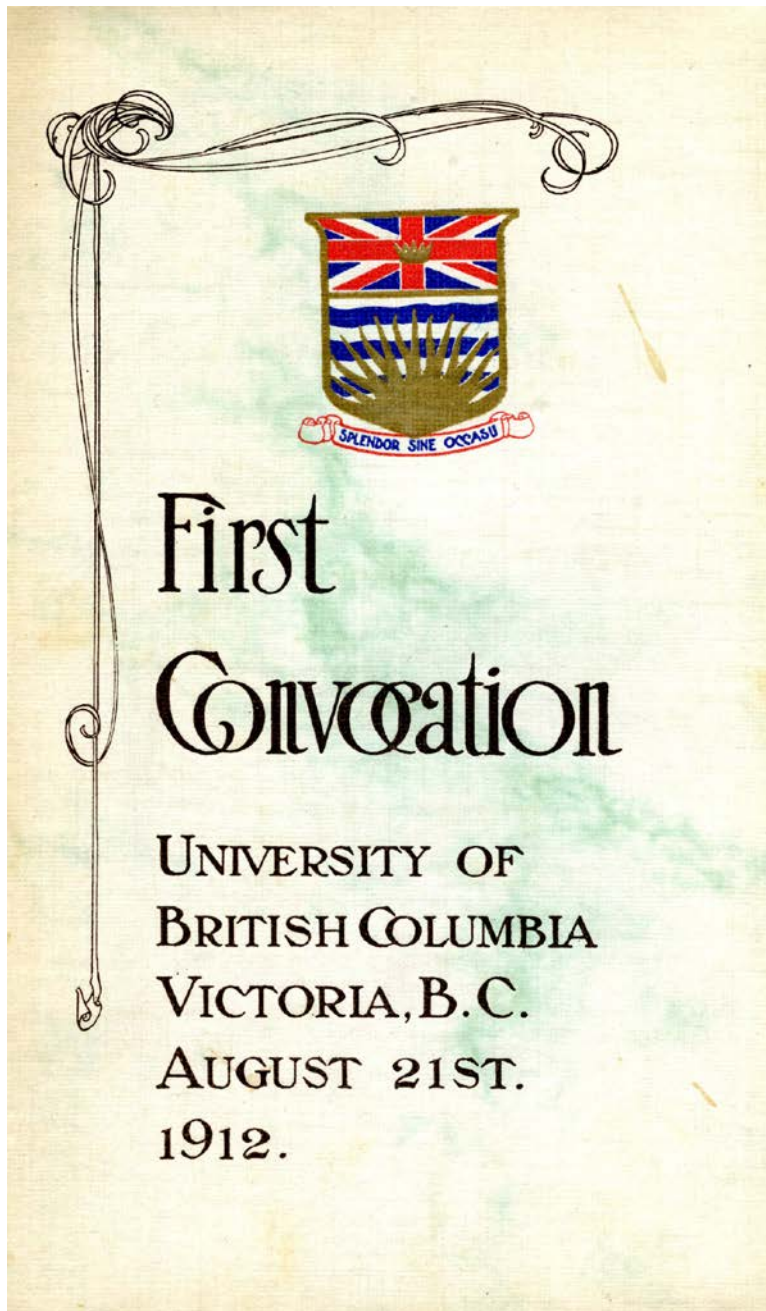 SPLENDOR SINE OCCASU
First
Convocation
UNIVERSITY OF
BRITISH COLUMBIA
VICTORIA, B.C.
AUGUST 21ST.
1912.